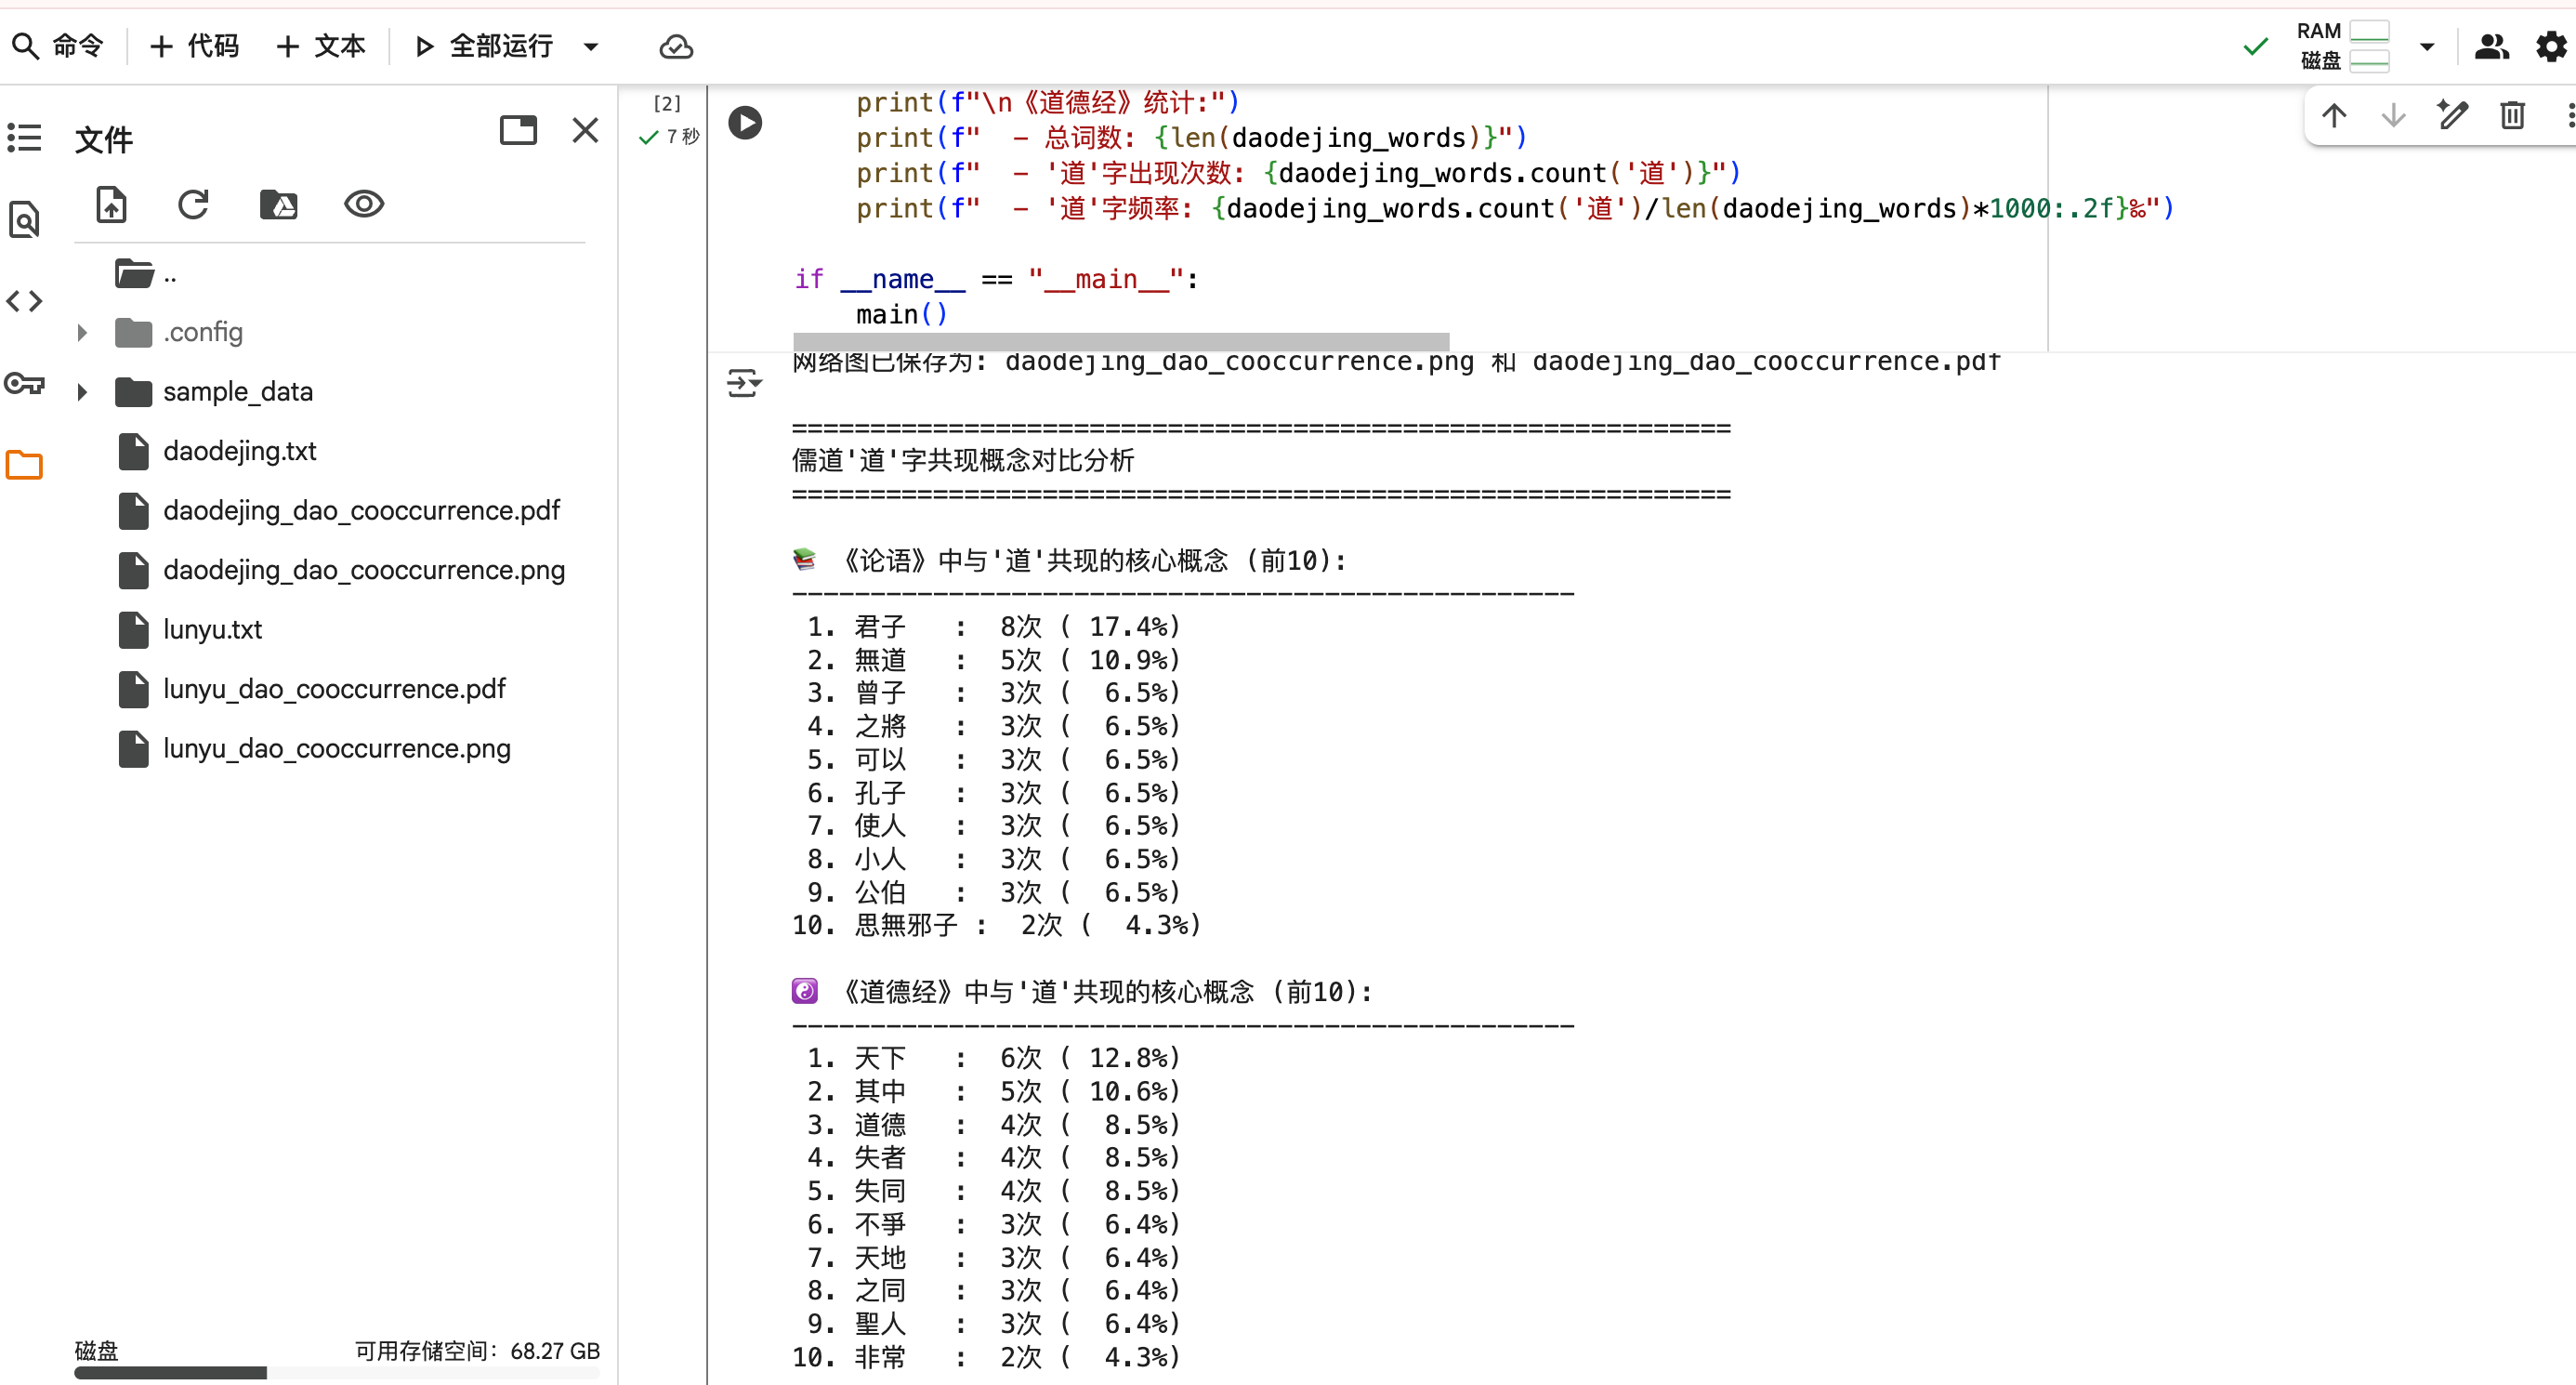 命令 + 代码 + 文本 全部运行
RAM
磁盘
文件
..
.config
sample_data
daodejing.txt
daodejing_dao_cooccurrence.pdf
daodejing_dao_cooccurrence.png
lunyu.txt
lunyu_dao_cooccurrence.pdf
lunyu_dao_cooccurrence.png
磁盘 可用存储空间：68.27 GB
[2]
7 秒
print(f"\n《道德经》统计:")
print(f"  - 总词数: {len(daodejing_words)}")
print(f"  - '道'字出现次数: {daodejing_words.count('道')}")
print(f"  - '道'字频率: {daodejing_words.count('道')/len(daodejing_words)*1000:.2f}‰")
if __name__ == "__main__":
main()
网络图已保存为: daodejing_dao_cooccurrence.png 和 daodejing_dao_cooccurrence.pdf
============================================================
儒道'道'字共现概念对比分析
============================================================
📚 《论语》中与'道'共现的核心概念 (前10):
--------------------------------------------------
1. 君子 : 8次 ( 17.4%)
2. 無道 : 5次 ( 10.9%)
3. 曾子 : 3次 ( 6.5%)
4. 之將 : 3次 ( 6.5%)
5. 可以 : 3次 ( 6.5%)
6. 孔子 : 3次 ( 6.5%)
7. 使人 : 3次 ( 6.5%)
8. 小人 : 3次 ( 6.5%)
9. 公伯 : 3次 ( 6.5%)
10. 思無邪子 : 2次 ( 4.3%)
☯️ 《道德经》中与'道'共现的核心概念 (前10):
--------------------------------------------------
1. 天下 : 6次 ( 12.8%)
2. 其中 : 5次 ( 10.6%)
3. 道德 : 4次 ( 8.5%)
4. 失者 : 4次 ( 8.5%)
5. 失同 : 4次 ( 8.5%)
6. 不爭 : 3次 ( 6.4%)
7. 天地 : 3次 ( 6.4%)
8. 之同 : 3次 ( 6.4%)
9. 聖人 : 3次 ( 6.4%)
10. 非常 : 2次 ( 4.3%)